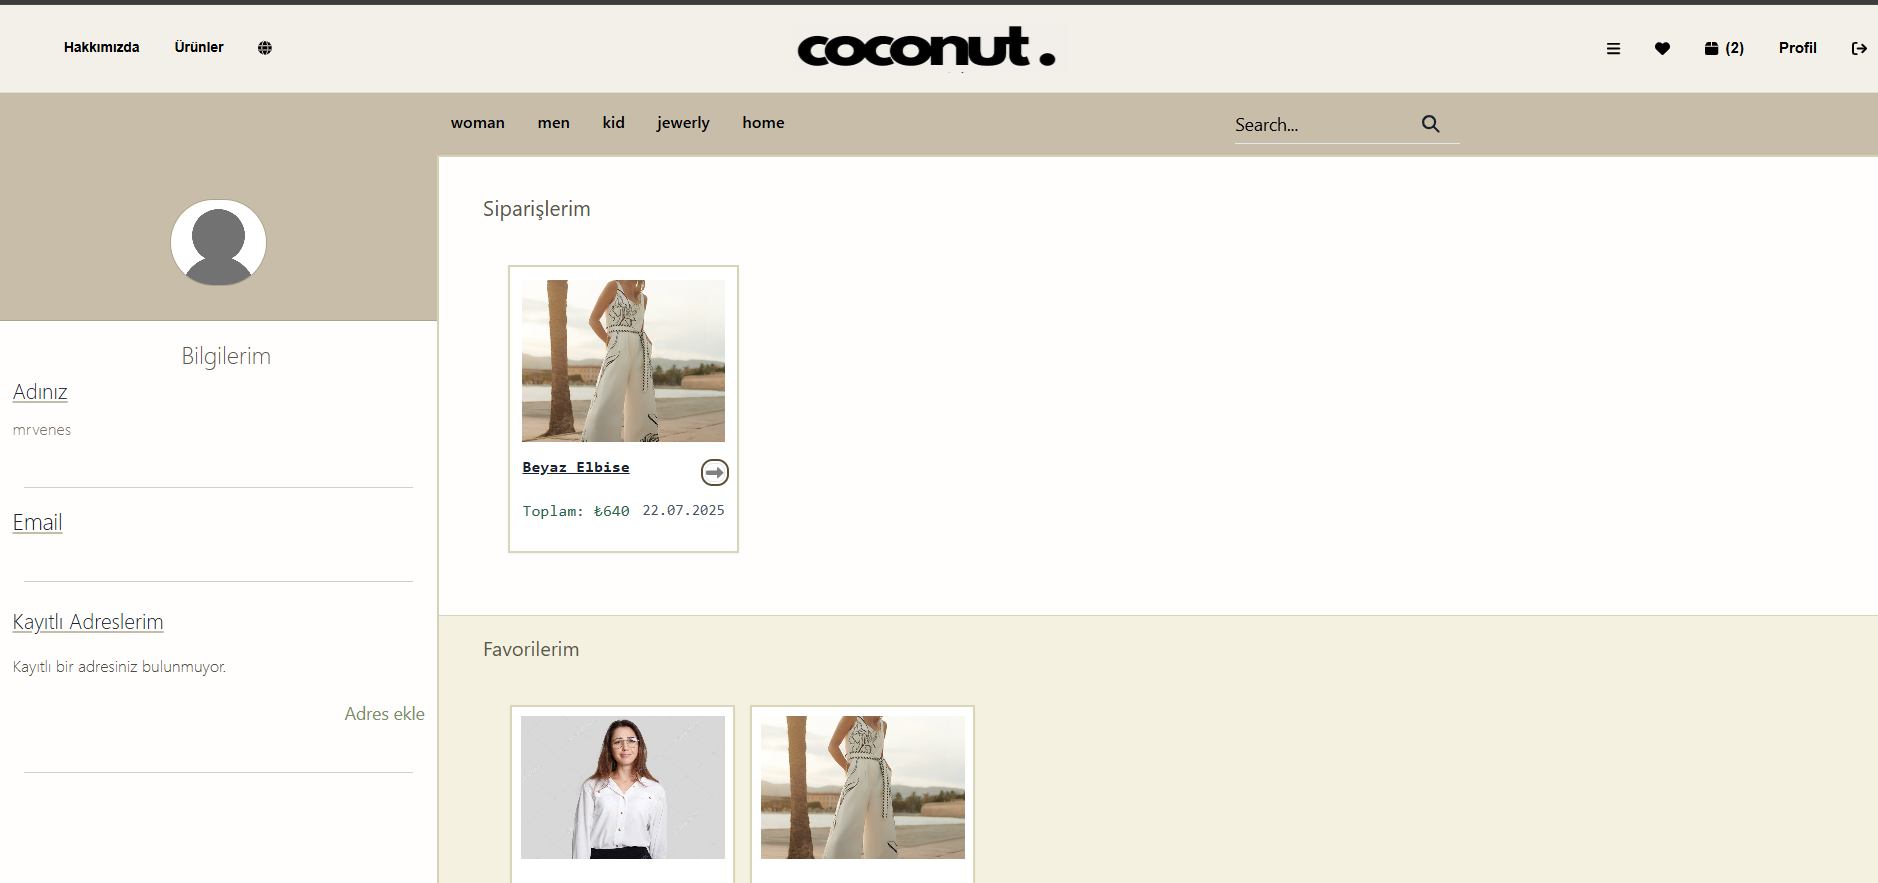 Hakkımızda Ürünler coconut. (2) Profil
woman men kid jewerly home Search...
Bilgilerim
Adınız
mrvenes
Email
Kayıtlı Adreslerim
Kayıtlı bir adresiniz bulunmuyor.
Adres ekle
Siparişlerim
Beyaz Elbise
Toplam: ₺640 22.07.2025
Favorilerim